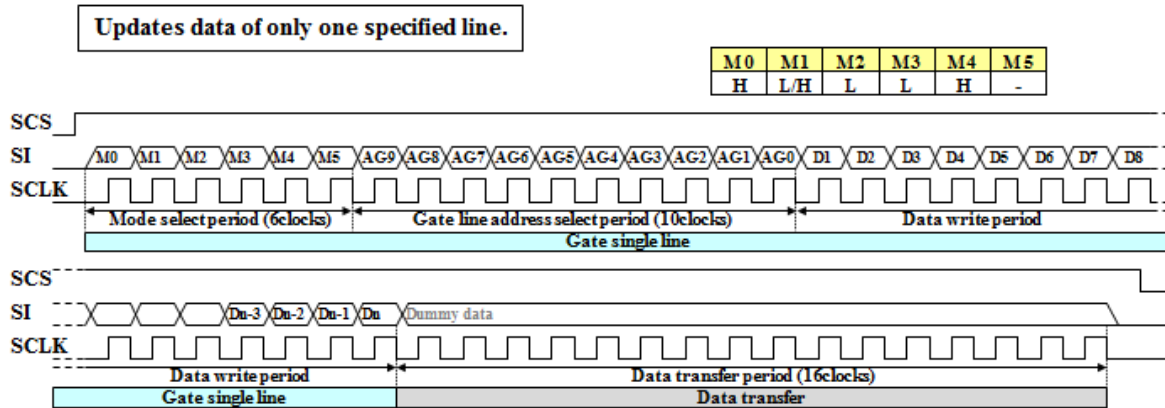 Updates data of only one specified line.
M0 M1 M2 M3 M4 M5
H L/H L L H -
SCS
SI M0 M1 M2 M3 M4 M5 AG9 AG8 AG7 AG6 AG5 AG4 AG3 AG2 AG1 AG0 D1 D2 D3 D4 D5 D6 D7 D8
SCLK
Mode select period (6clocks) Gate line address select period (10clocks) Data write period
Gate single line
SCS
SI Dn-3 Dn-2 Dn-1 Dn Dummy data
SCLK
Data write period Data transfer period (16clocks)
Gate single line Data transfer